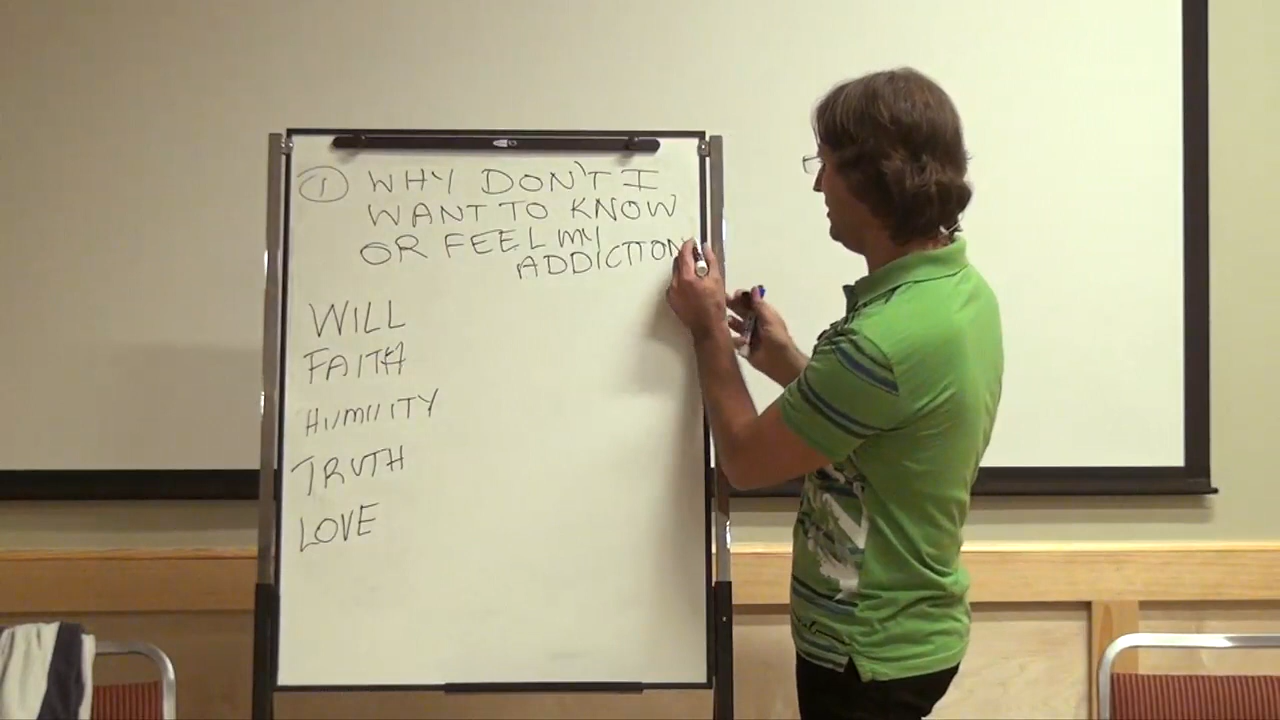 1 WHY DON'T I
WANT TO KNOW
OR FEEL MY
ADDICTION
WILL
FAITH
HUMILITY
TRUTH
LOVE